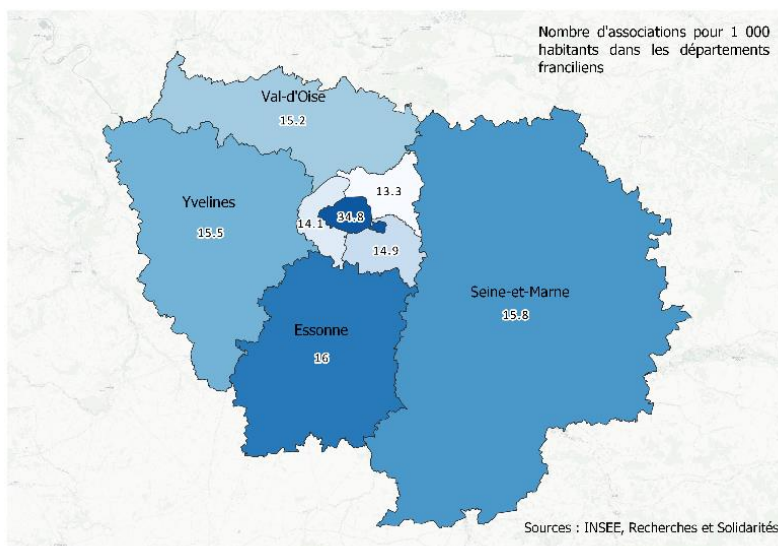 Nombre d'associations pour 1 000
habitants dans les départements
franciliens
Val-d'Oise
15.2
Yvelines
15.5
13.3
14.1
34.8
14.9
Seine-et-Marne
15.8
Essonne
16
Sources : INSEE, Recherches et Solidarités